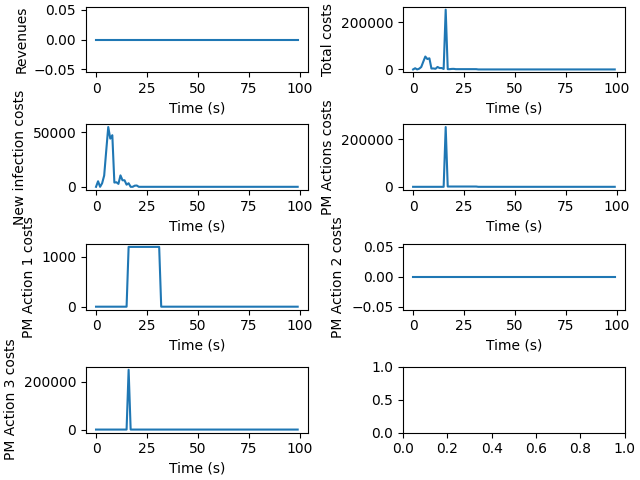 Revenues
0.05
0.00
−0.05
0 25 50 75 100
Time (s)
Total costs
200000
0
0 25 50 75 100
Time (s)
New infection costs
50000
0
0 25 50 75 100
Time (s)
PM Actions costs
200000
0
0 25 50 75 100
Time (s)
PM Action 1 costs
1000
0
0 25 50 75 100
Time (s)
PM Action 2 costs
0.05
0.00
−0.05
0 25 50 75 100
Time (s)
PM Action 3 costs
200000
0
0 25 50 75 100
Time (s)
1.0
0.5
0.0
0.0 0.2 0.4 0.6 0.8 1.0